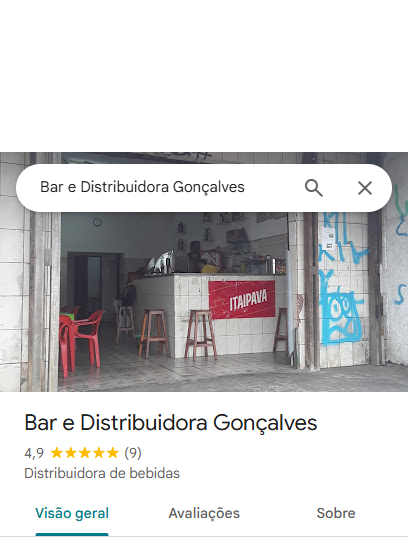 Bar e Distribuidora Gonçalves
ITAIPAVA
Bar e Distribuidora Gonçalves
4,9 (9)
Distribuidora de bebidas
Visão geral
Avaliações
Sobre